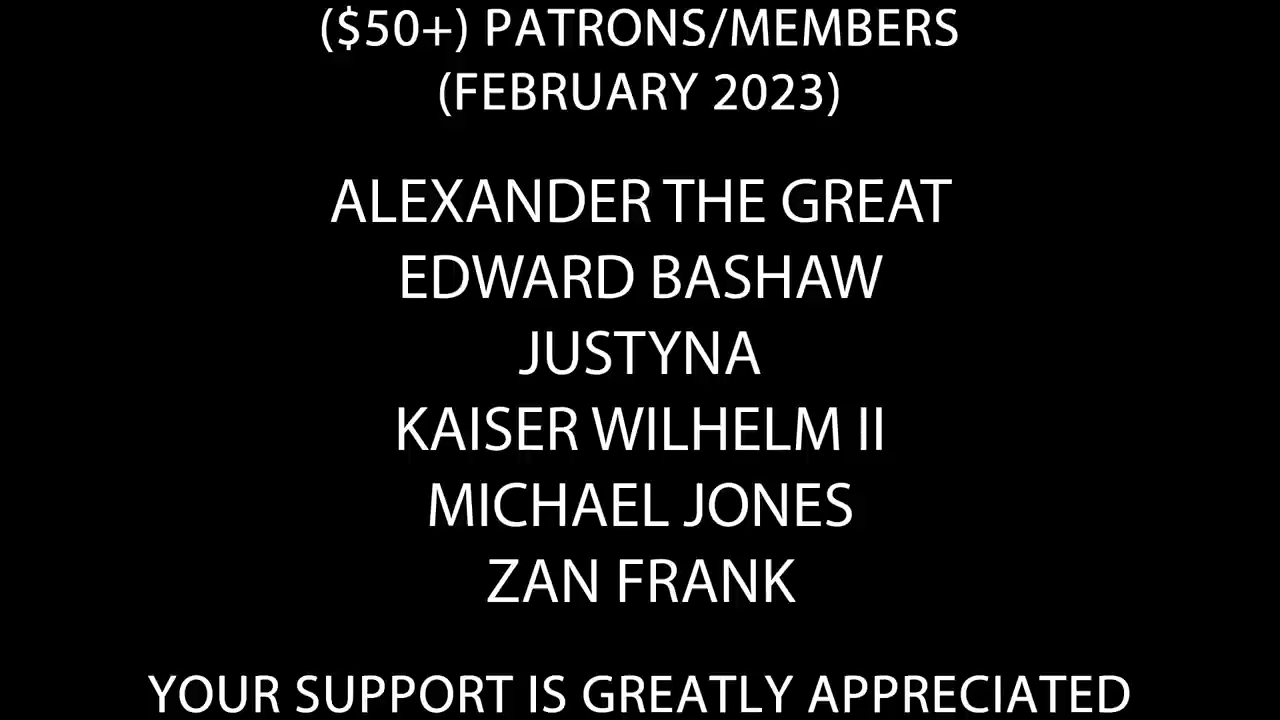 ($50+) PATRONS/MEMBERS
(FEBRUARY 2023)
ALEXANDER THE GREAT
EDWARD BASHAW
JUSTYNA
KAISER WILHELM II
MICHAEL JONES
ZAN FRANK
YOUR SUPPORT IS GREATLY APPRECIATED